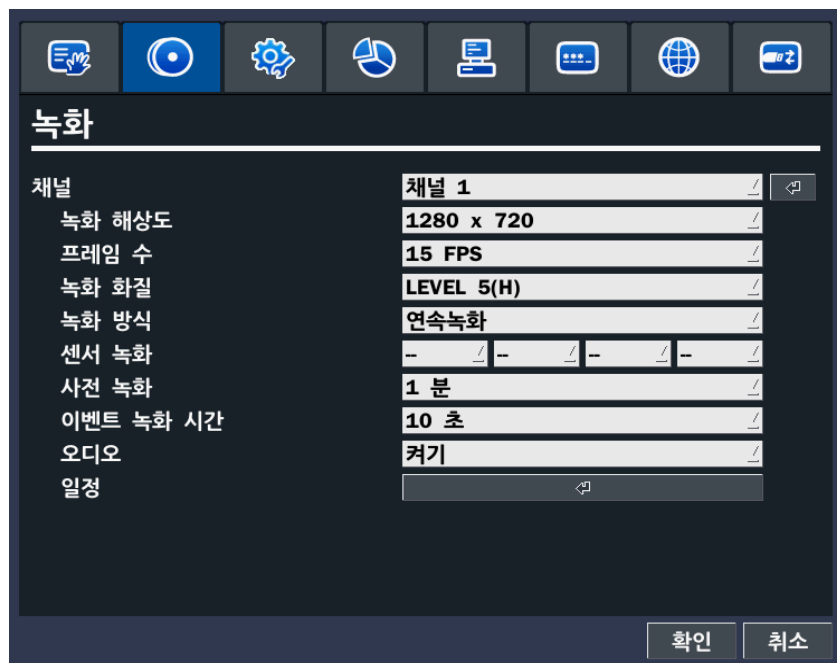 녹화
채널 채널 1
녹화 해상도 1280 x 720
프레임 수 15 FPS
녹화 화질 LEVEL 5(H)
녹화 방식 연속녹화
센서 녹화 -- -- -- --
사전 녹화 1 분
이벤트 녹화 시간 10 초
오디오 켜기
일정
확인 취소